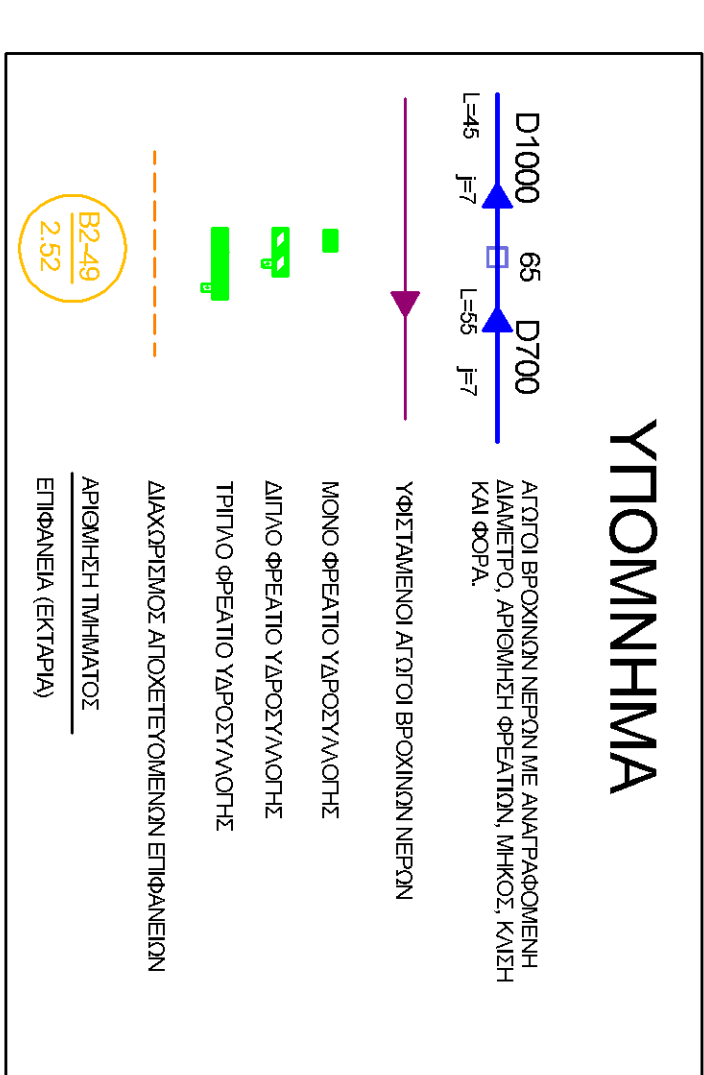 ΥΠΟΜΝΗΜΑ
D1000 65 D700
L=45 j=7 L=55 j=7
ΑΓΩΓΟΙ ΒΡΟΧΙΝΩΝ ΝΕΡΩΝ ΜΕ ΑΝΑΓΡΑΦΟΜΕΝΗ
ΔΙΑΜΕΤΡΟ, ΑΡΙΘΜΗΣΗ ΦΡΕΑΤΙΩΝ, ΜΗΚΟΣ, ΚΛΙΣΗ
ΚΑΙ ΦΟΡΑ.
ΥΦΙΣΤΑΜΕΝΟΙ ΑΓΩΓΟΙ ΒΡΟΧΙΝΩΝ ΝΕΡΩΝ
ΜΟΝΟ ΦΡΕΑΤΙΟ ΥΔΡΟΣΥΛΛΟΓΗΣ
ΔΙΠΛΟ ΦΡΕΑΤΙΟ ΥΔΡΟΣΥΛΛΟΓΗΣ
ΤΡΙΠΛΟ ΦΡΕΑΤΙΟ ΥΔΡΟΣΥΛΛΟΓΗΣ
ΔΙΑΧΩΡΙΣΜΟΣ ΑΠΟΧΕΤΕΥΟΜΕΝΩΝ ΕΠΙΦΑΝΕΙΩΝ
B2-49
2.52
ΑΡΙΘΜΗΣΗ ΤΜΗΜΑΤΟΣ
ΕΠΙΦΑΝΕΙΑ (ΕΚΤΑΡΙΑ)